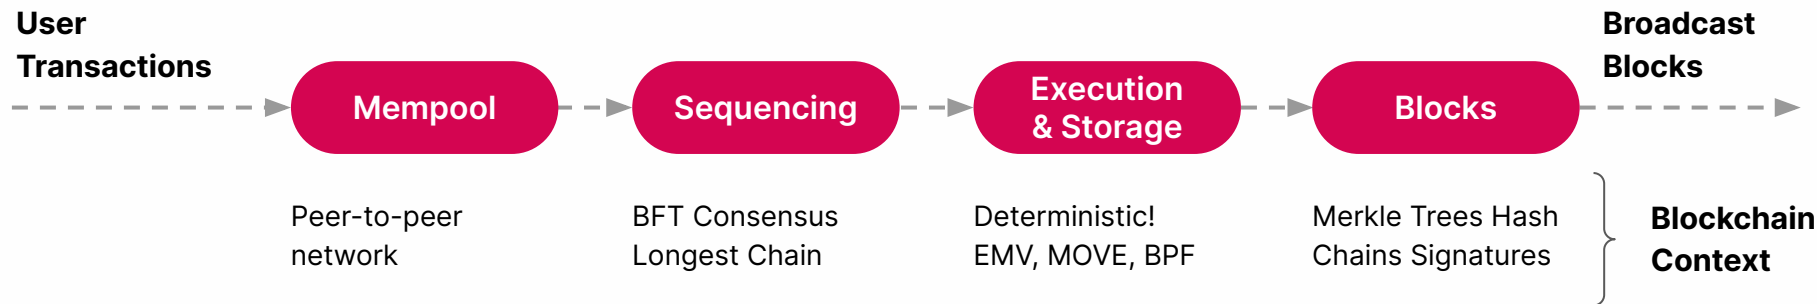 User
Transactions
Mempool
Sequencing
Execution
& Storage
Blocks
Broadcast
Blocks
Peer-to-peer
network
BFT Consensus
Longest Chain
Deterministic!
EMV, MOVE, BPF
Merkle Trees Hash
Chains Signatures
Blockchain
Context